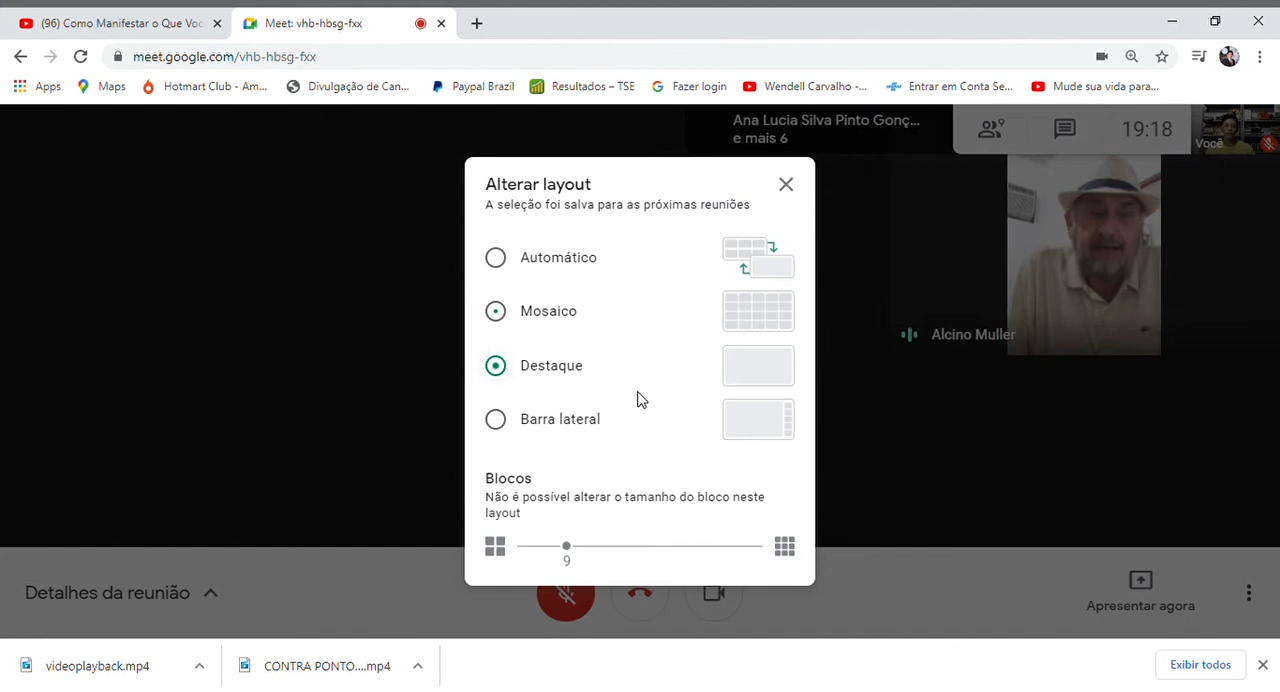 (96) Como Manifestar o Que Voc
Meet: vhb-hbsg-fxx
meet.google.com/vhb-hbsg-fxx
Apps
Maps
Hotmart Club - Am...
Divulgação de Can...
Paypal Brazil
Resultados – TSE
Fazer login
Wendell Carvalho -...
Entrar em Conta Se...
Mude sua vida para...
Ana Lucia Silva Pinto Gonç...
e mais 6
9
19:18
Você
Alterar layout
A seleção foi salva para as próximas reuniões
Automático
Mosaico
Destaque
Barra lateral
Alcino Muller
Blocos
Não é possível alterar o tamanho do bloco neste
layout
9
Detalhes da reunião
Apresentar agora
videoplayback.mp4
CONTRA PONTO....mp4
Exibir todos